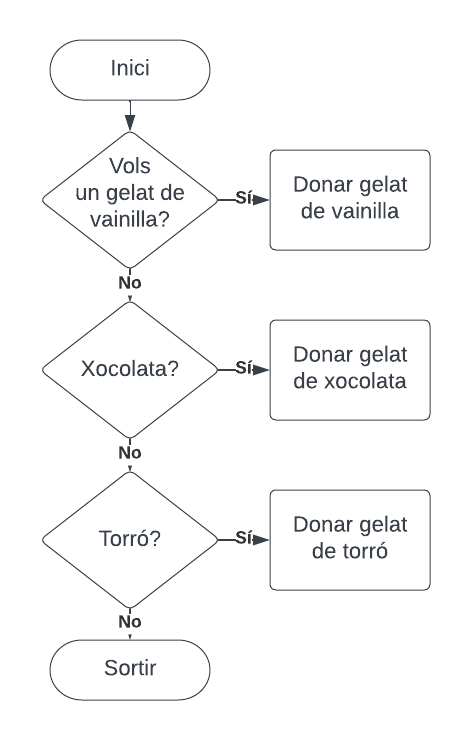 Inici
Vols
un gelat de
vainilla?
Sí
Donar gelat
de vainilla
No
Xocolata?
Sí
Donar gelat
de xocolata
No
Torró?
Sí
Donar gelat
de torró
No
Sortir